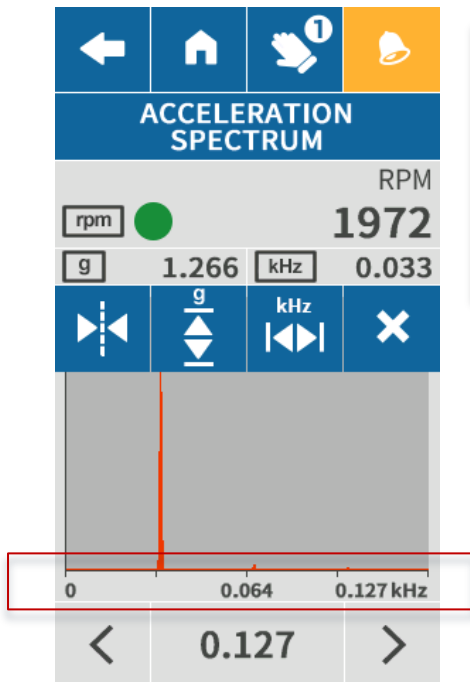 1
ACCELERATION
SPECTRUM
RPM
rpm 1972
g 1.266 kHz 0.033
g kHz
0 0.064 0.127 kHz
0.127